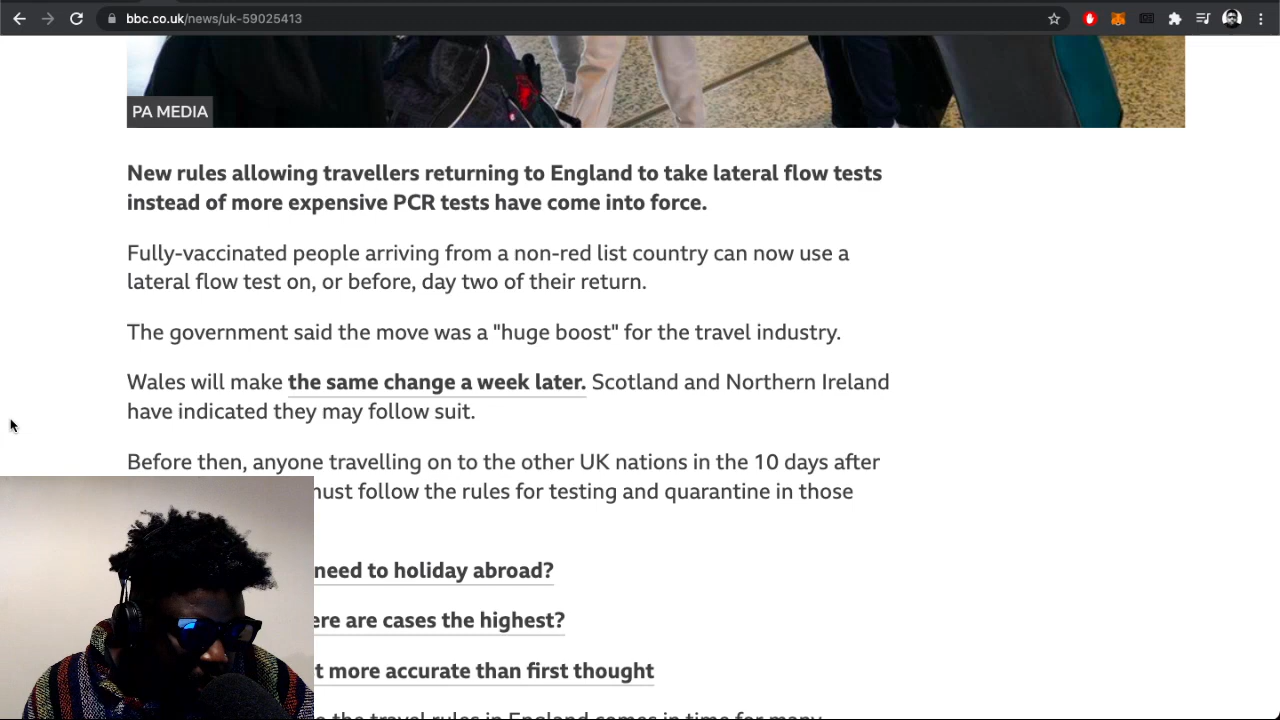 bbc.co.uk/news/uk-59025413
PA MEDIA
New rules allowing travellers returning to England to take lateral flow tests
instead of more expensive PCR tests have come into force.
Fully-vaccinated people arriving from a non-red list country can now use a
lateral flow test on, or before, day two of their return.
The government said the move was a "huge boost" for the travel industry.
Wales will make the same change a week later. Scotland and Northern Ireland
have indicated they may follow suit.
Before then, anyone travelling on to the other UK nations in the 10 days after
must follow the rules for testing and quarantine in those
need to holiday abroad?
are cases the highest?
more accurate than first thought
the travel rules in England comes in time for many